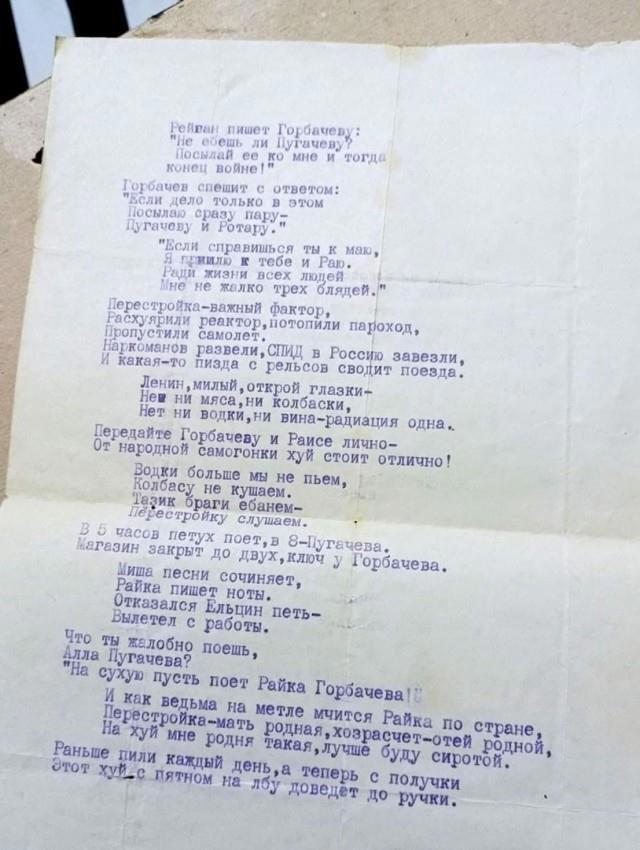 Рейган пишет Горбачеву:
"Не ебешь ли Пугачеву?
Посылай ее ко мне и тогда
конец войне!"
Горбачев спешит с ответом:
"Если дело только в этом
Посылаю сразу пару-
Пугачеву и Ротару."
"Если справишься ты к маю,
Я пришлю к тебе и Раю.
Ради жизни всех людей
Мне не жалко трех блядей."
Перестройка-важный фактор,
Расхуярили реактор,потопили пароход,
Пропустили самолет.
Наркоманов развели,СПИД в Россию завезли,
И какая-то пизда с рельсов сводит поезда.
Ленин,милый,открой глазки-
Нет ни мяса,ни колбаски,
Нет ни водки,ни вина-радиация одна.
Передайте Горбачеву и Раисе лично-
От народной самогонки хуй стоит отлично!
Водки больше мы не пьем,
Колбасу не кушаем.
Тазик браги ебанем-
Перестройку слушаем.
В 5 часов петух поет,в 8-Пугачева.
Магазин закрыт до двух,ключ у Горбачева.
Миша песни сочиняет,
Райка пишет ноты.
Отказался Ельцин петь-
Вылетел с работы.
Что ты жалобно поешь,
Алла Пугачева?
"На сухую пусть поет Райка Горбачева!"
И как ведьма на метле мчится Райка по стране,
Перестройка-мать родная,хозрасчет-отей родной,
На хуй мне родня такая,лучше буду сиротой.
Раньше пили каждый день,а теперь с получки
Этот хуй с пятном на лбу доведет до ручки.